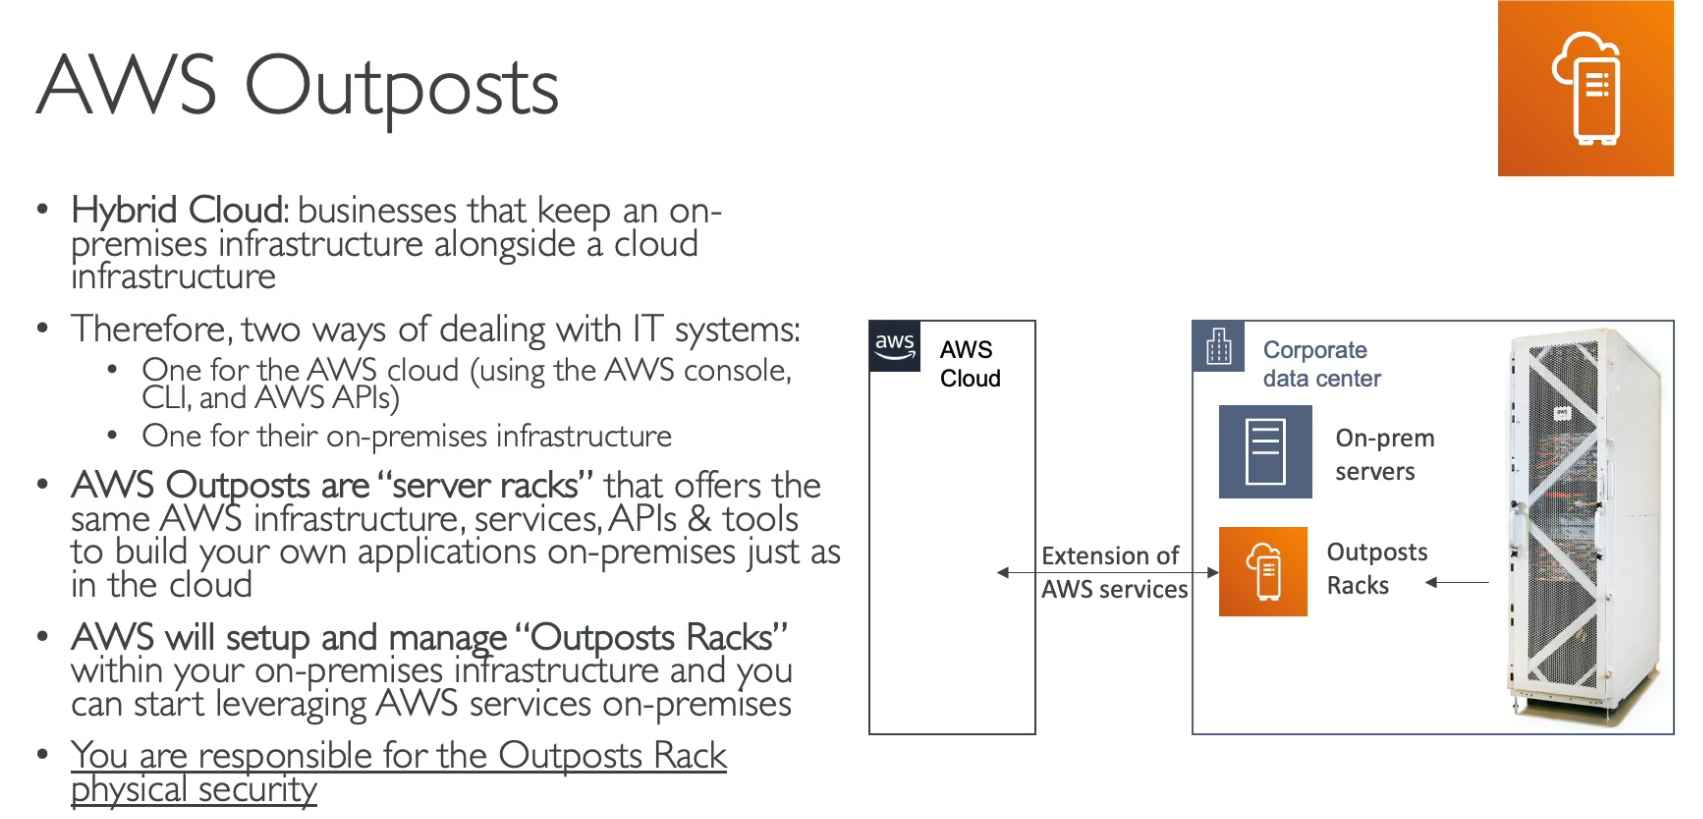 AWS Outposts
• Hybrid Cloud: businesses that keep an on-
premises infrastructure alongside a cloud
infrastructure
• Therefore, two ways of dealing with IT systems:
• One for the AWS cloud (using the AWS console,
CLI, and AWS APIs)
• One for their on-premises infrastructure
• AWS Outposts are “server racks” that offers the
same AWS infrastructure, services, APIs & tools
to build your own applications on-premises just as
in the cloud
• AWS will setup and manage “Outposts Racks”
within your on-premises infrastructure and you
can start leveraging AWS services on-premises
• You are responsible for the Outposts Rack
physical security
aws
AWS
Cloud
Extension of
AWS services
Corporate
data center
On-prem
servers
Outposts
Racks
aws